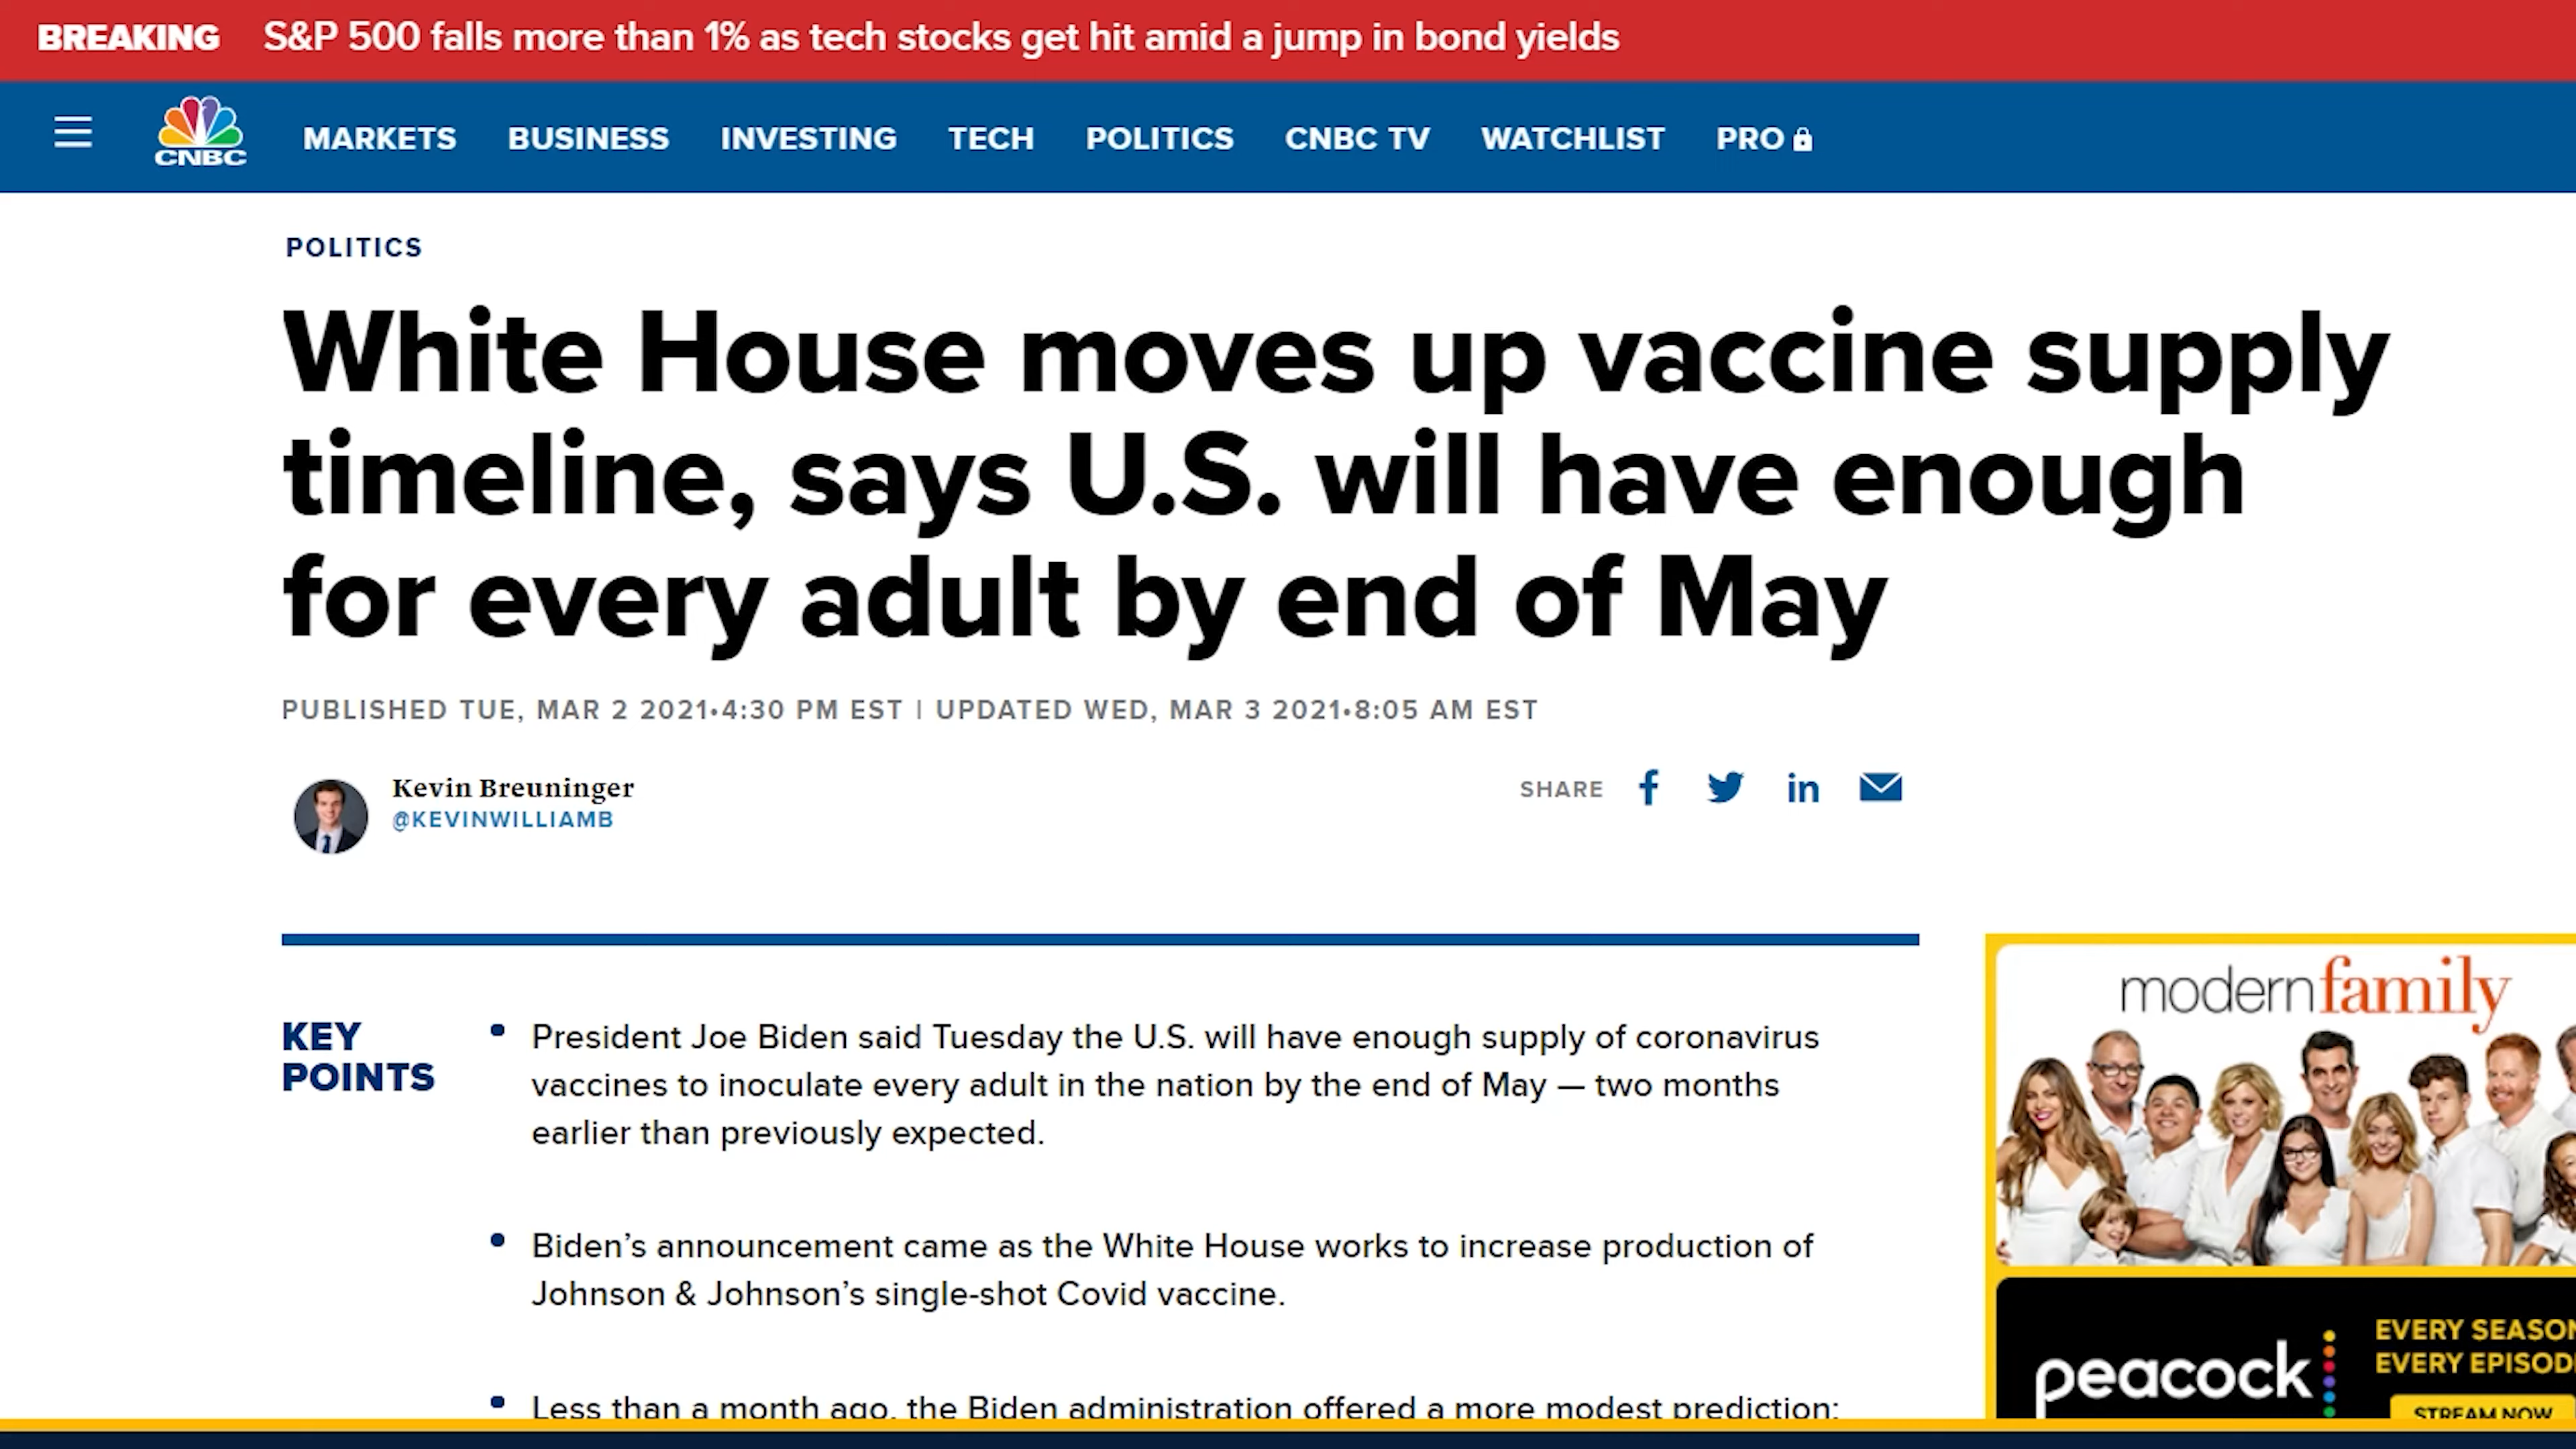 BREAKING S&P 500 falls more than 1% as tech stocks get hit amid a jump in bond yields
CNBC
MARKETS BUSINESS INVESTING TECH POLITICS CNBC TV WATCHLIST PRO
POLITICS
White House moves up vaccine supply
timeline, says U.S. will have enough
for every adult by end of May
PUBLISHED TUE, MAR 2 2021•4:30 PM EST | UPDATED WED, MAR 3 2021•8:05 AM EST
Kevin Breuninger
@KEVINWILLIAMB
SHARE
KEY
POINTS
• President Joe Biden said Tuesday the U.S. will have enough supply of coronavirus
vaccines to inoculate every adult in the nation by the end of May — two months
earlier than previously expected.
• Biden’s announcement came as the White House works to increase production of
Johnson & Johnson’s single-shot Covid vaccine.
• Less than a month ago, the Biden administration offered a more modest prediction:
modernfamily
peacock
EVERY SEASON
EVERY EPISOD
STREAM NOW